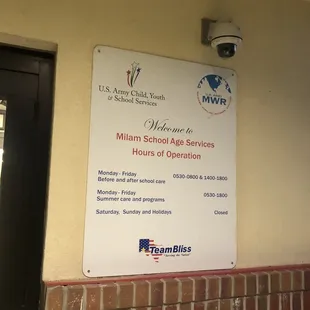 U.S. Army Child, Youth
& School Services
MWR
Welcome to
Milam School Age Services
Hours of Operation
Monday - Friday 0530-0800 & 1400-1800
Before and after school care
Monday - Friday 0530-1800
Summer care and programs
Saturday, Sunday and Holidays Closed
TeamBliss